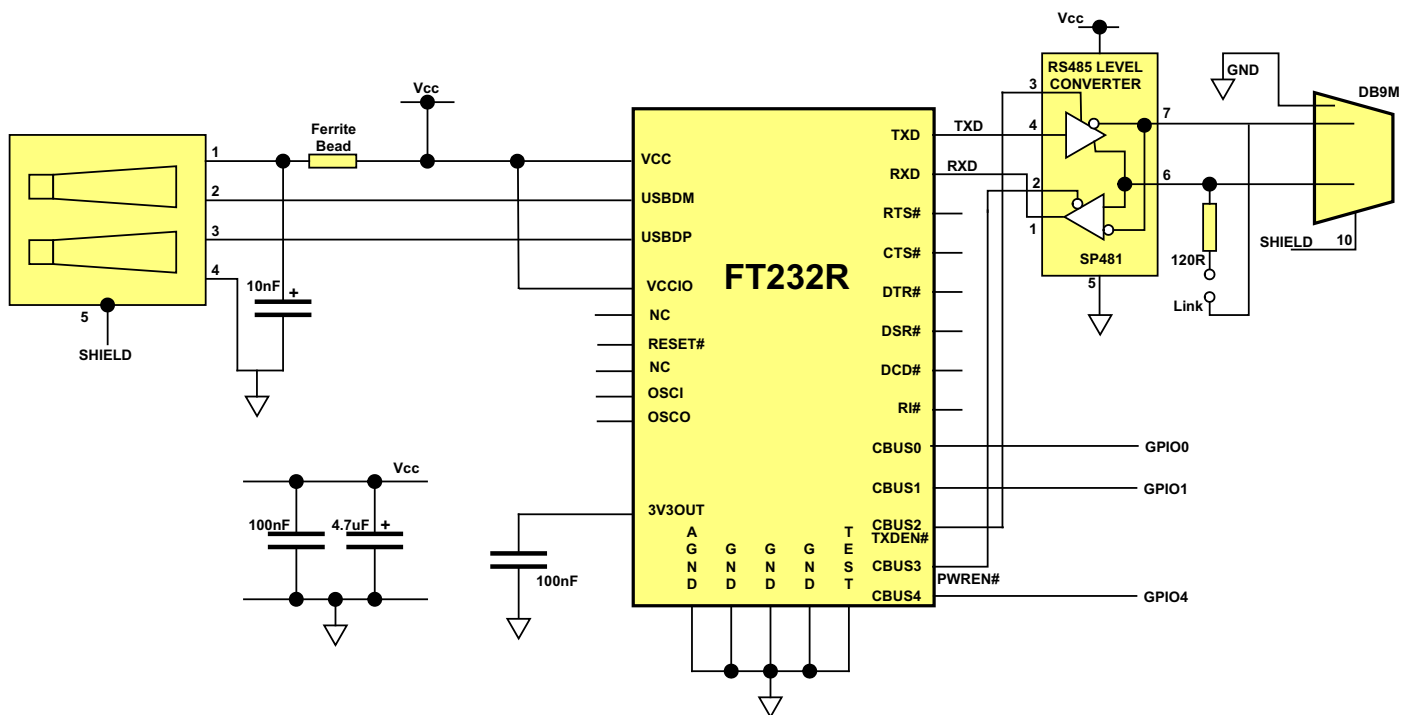 Vcc
RS485 LEVEL
CONVERTER
GND
DB9M
Vcc
3
7
TXD
TXD
4
Ferrite
Bead
1
VCC
RXD
RXD
2
6
2
USBDM
RTS#
3
USBDP
1
SHIELD
10
CTS#
SP481
120R
4
FT232R
5
10nF
+
VCCIO
DTR#
Link
5
NC
DSR#
SHIELD
RESET#
NC
DCD#
OSCI
RI#
OSCO
CBUS0
GPIO0
Vcc
CBUS1
GPIO1
3V3OUT
100nF
4.7uF
+
CBUS2
TXDEN#
AGND
GND
GND
GND
TEST
CBUS3
100nF
PWREN#
CBUS4
GPIO4